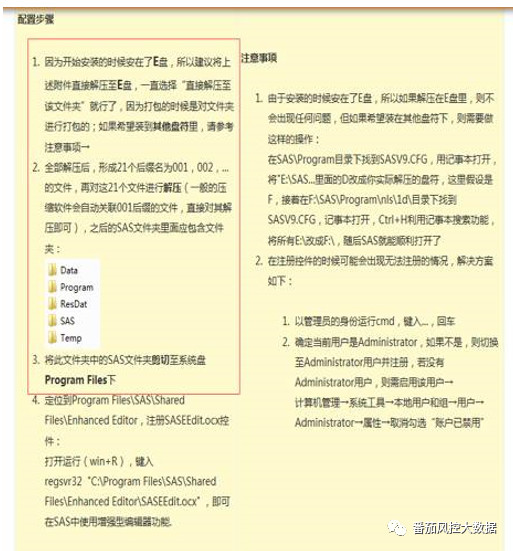 配置步骤
1. 因为开始安装的时候安在了E盘，所以建议将上
述附件直接解压至E盘，一直选择“直接解压至
该文件夹”就行了，因为打包的时候是对文件夹
进行打包的；如果希望装到其他盘符里，请参考
注意事项→
2. 全部解压后，形成21个后缀名为001，002，...
的文件，再对这21个文件进行解压（一般的压
缩软件会自动关联001后缀的文件，直接对其解
压即可），之后的SAS文件夹里面应包含文件
夹：
Data
Program
ResDat
SAS
Temp
3. 将此文件夹中的SAS文件夹剪切至系统盘
Program Files下
4. 定位到Program Files\SAS\Shared
Files\Enhanced Editor，注册SASEEdit.ocx控
件：
打开运行（win+R），键入
regsvr32 "C:\Program Files\SAS\Shared
Files\Enhanced Editor\SASEEdit.ocx"，即可
在SAS中使用增强型编辑器功能.
注意事项
1. 由于安装的时候安在了E盘，所以如果解压在E盘里，则不
会出现任何问题，但如果希望装在其他盘符下，则需要做
这样的操作：
在SAS\Program目录下找到SASV9.CFG，用记事本打开，
将"E:\SAS...里面的D改成你实际解压的盘符，这里假设是
F，接着在F:\SAS\Program\nls\1d\目录下找到
SASV9.CFG，记事本打开，Ctrl+H利用记事本搜索功能，
将所有E:\改成F:\，随后SAS就能顺利打开了
2. 在注册控件的时候可能会出现无法注册的情况，解决方案
如下：
1. 以管理员的身份运行cmd，键入...，回车
2. 确定当前用户是Administrator，如果不是，则切换
至Administrator用户并注册，若没有
Administrator用户，则需启用该用户→
计算机管理→系统工具→本地用户和组→用户→
Administrator→属性→取消勾选“账户已禁用”
番茄风控大数据